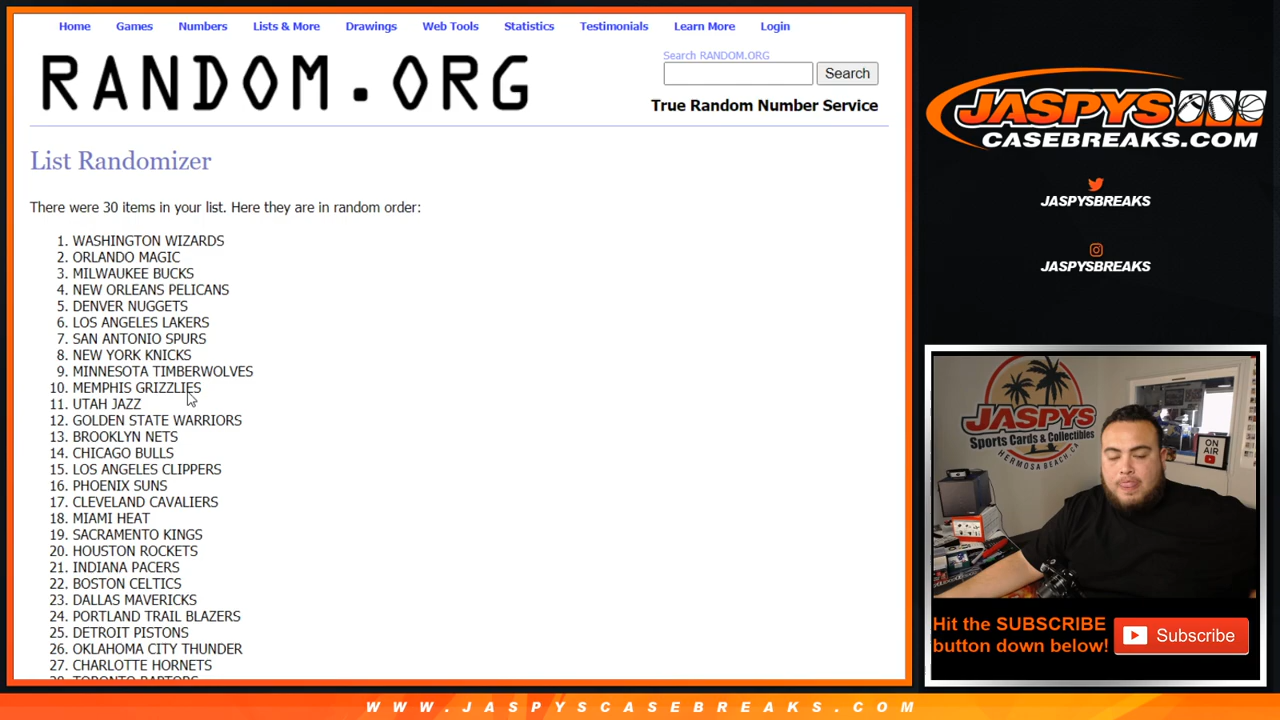 Home Games Numbers Lists & More Drawings Web Tools Statistics Testimonials Learn More Login
RANDOM.ORG
Search RANDOM.ORG
Search
True Random Number Service
List Randomizer
There were 30 items in your list. Here they are in random order:
1. WASHINGTON WIZARDS
2. ORLANDO MAGIC
3. MILWAUKEE BUCKS
4. NEW ORLEANS PELICANS
5. DENVER NUGGETS
6. LOS ANGELES LAKERS
7. SAN ANTONIO SPURS
8. NEW YORK KNICKS
9. MINNESOTA TIMBERWOLVES
10. MEMPHIS GRIZZLIES
11. UTAH JAZZ
12. GOLDEN STATE WARRIORS
13. BROOKLYN NETS
14. CHICAGO BULLS
15. LOS ANGELES CLIPPERS
16. PHOENIX SUNS
17. CLEVELAND CAVALIERS
18. MIAMI HEAT
19. SACRAMENTO KINGS
20. HOUSTON ROCKETS
21. INDIANA PACERS
22. BOSTON CELTICS
23. DALLAS MAVERICKS
24. PORTLAND TRAIL BLAZERS
25. DETROIT PISTONS
26. OKLAHOMA CITY THUNDER
27. CHARLOTTE HORNETS
28. TORONTO RAPTORS
JASPYS
CASEBREAKS.COM
JASPYSBREAKS
JASPYSBREAKS
JASPYS
Sports Cards & Collectibles
HERMOSA BEACH, CA
ON
AIR
Hit the SUBSCRIBE
button down below!
Subscribe
WWW.JASPYSCASEBREAKS.COM